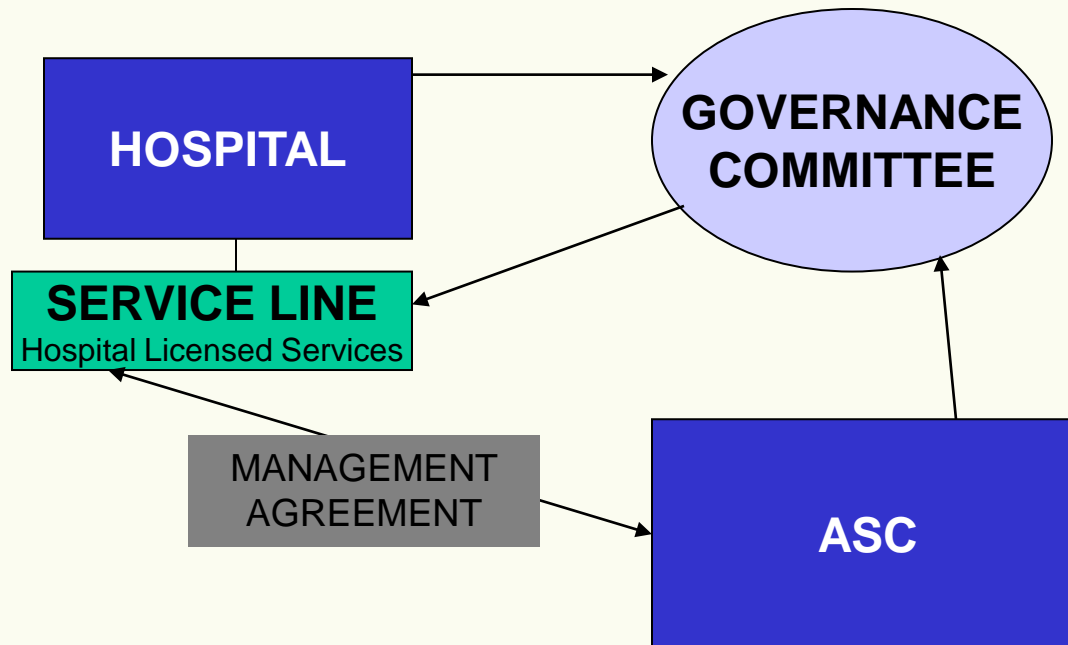 HOSPITAL
GOVERNANCE
COMMITTEE
SERVICE LINE
Hospital Licensed Services
MANAGEMENT
AGREEMENT
ASC